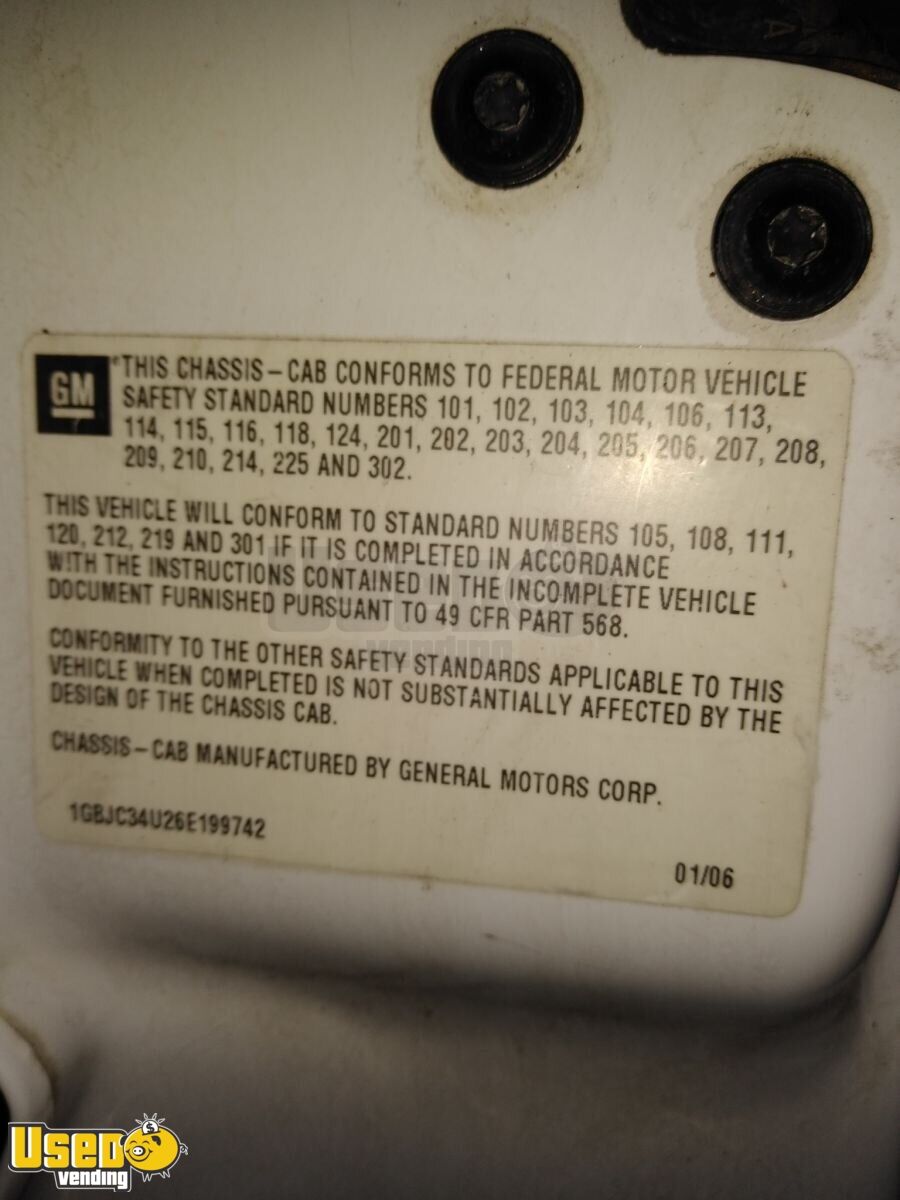 A
GM
THIS CHASSIS-CAB CONFORMS TO FEDERAL MOTOR VEHICLE
SAFETY STANDARD NUMBERS 101, 102, 103, 104, 106, 113,
114, 115, 116, 118, 124, 201, 202, 203, 204, 205, 206, 207, 208,
209, 210, 214, 225 AND 302.
THIS VEHICLE WILL CONFORM TO STANDARD NUMBERS 105, 108, 111,
120, 212, 219 AND 301 IF IT IS COMPLETED IN ACCORDANCE
WITH THE INSTRUCTIONS CONTAINED IN THE INCOMPLETE VEHICLE
DOCUMENT FURNISHED PURSUANT TO 49 CFR PART 568.
CONFORMITY TO THE OTHER SAFETY STANDARDS APPLICABLE TO THIS
VEHICLE WHEN COMPLETED IS NOT SUBSTANTIALLY AFFECTED BY THE
DESIGN OF THE CHASSIS CAB.
CHASSIS-CAB MANUFACTURED BY GENERAL MOTORS CORP.
1GBJC34U26E199742
01/06
USED
vending
vending